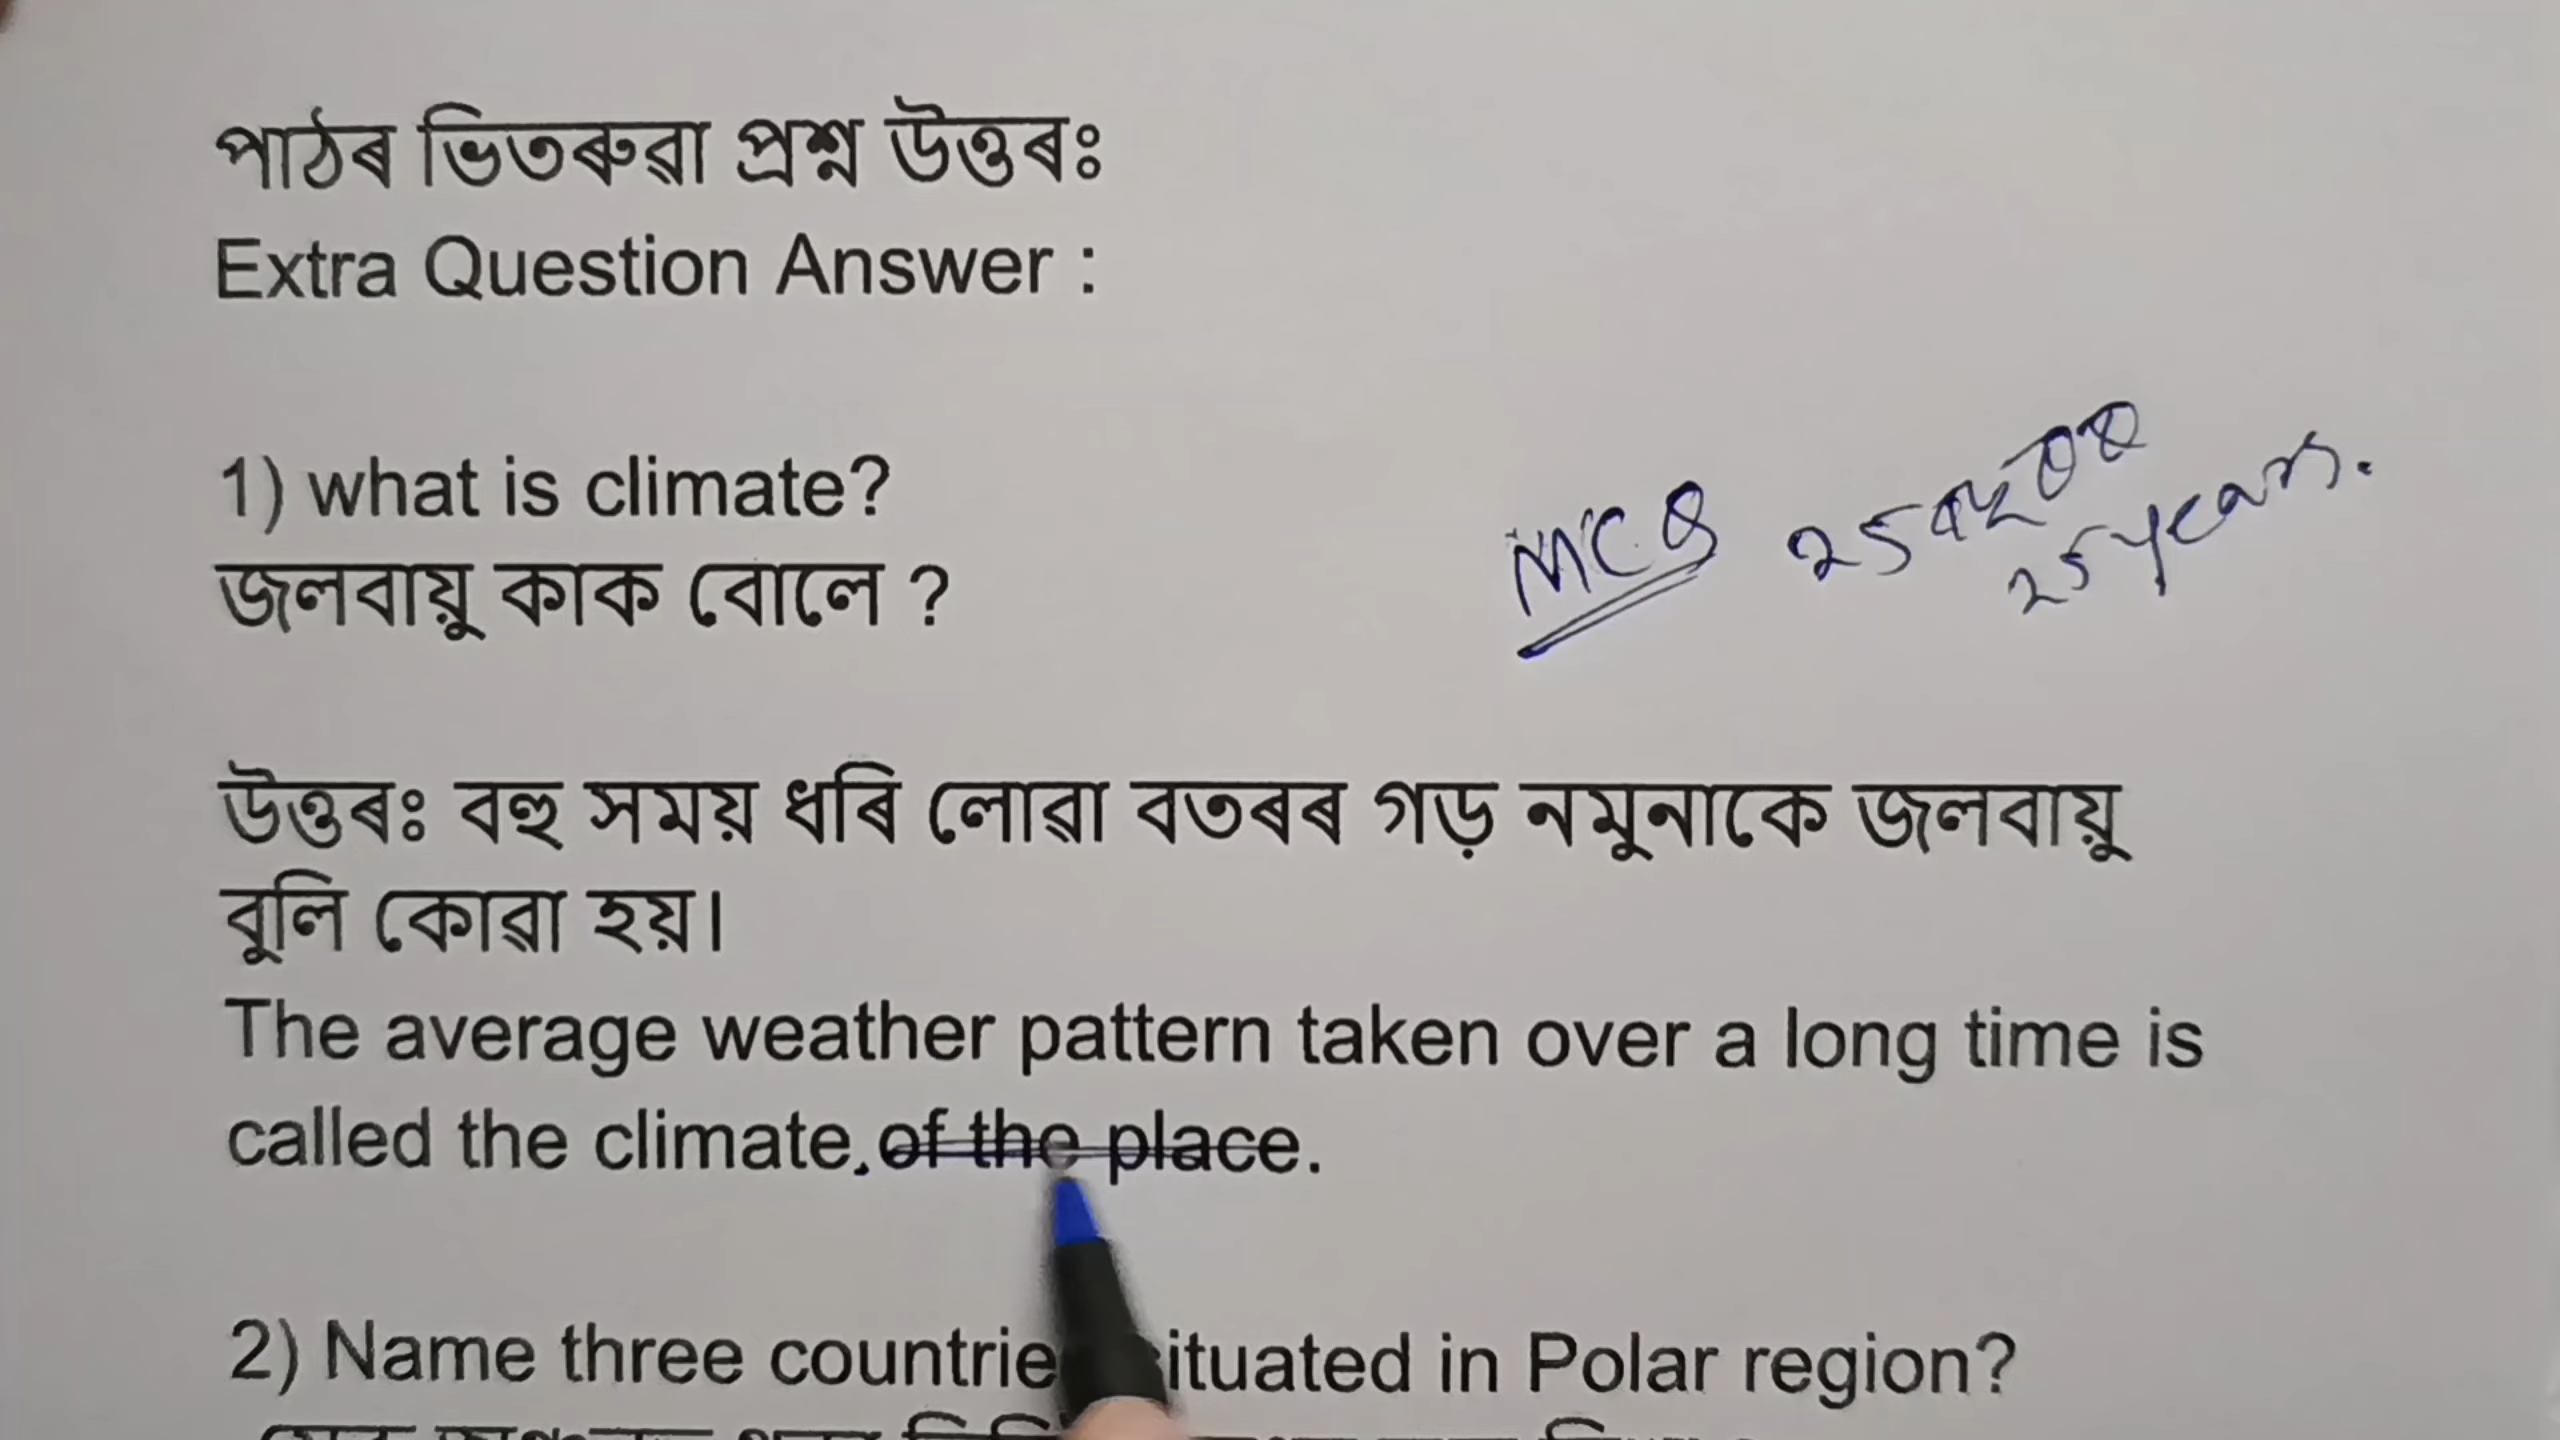 পাঠৰ ভিতৰুৱা প্ৰশ্ন উত্তৰঃ
Extra Question Answer :
1) what is climate?
জলবায়ু কাক বোলে ?
MCQ 25
25 years.
উত্তৰঃ বহু সময় ধৰি লোৱা বতৰৰ গড় নমুনাকে জলবায়ু
বুলি কোৱা হয়।
The average weather pattern taken over a long time is
called the climate. of the place.
2) Name three countrie ituated in Polar region?